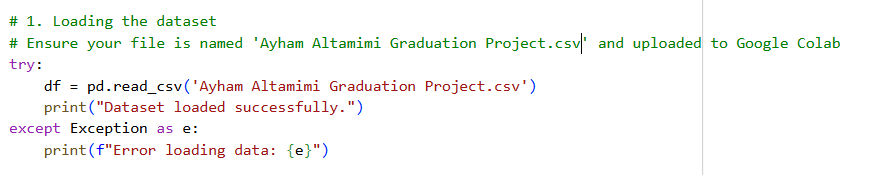 # 1. Loading the dataset
# Ensure your file is named 'Ayham Altamimi Graduation Project.csv' and uploaded to Google Colab
try:
    df = pd.read_csv('Ayham Altamimi Graduation Project.csv')
    print("Dataset loaded successfully.")
except Exception as e:
    print(f"Error loading data: {e}")